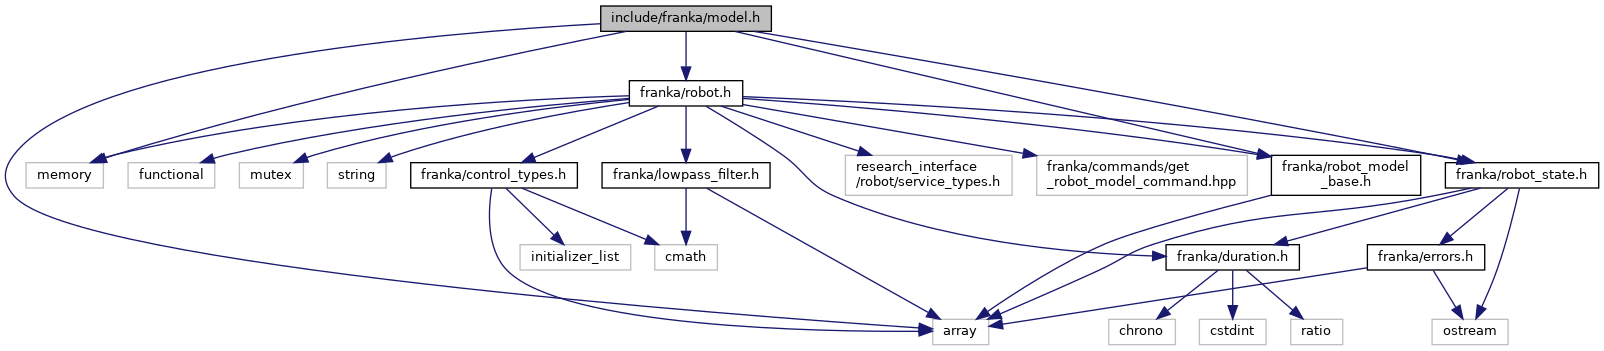 include/franka/model.h
franka/robot.h
memory
functional
mutex
string
franka/control_types.h
franka/lowpass_filter.h
research_interface
/robot/service_types.h
franka/commands/get
_robot_model_command.hpp
franka/robot_model
_base.h
franka/robot_state.h
initializer_list
cmath
franka/duration.h
franka/errors.h
array
chrono
cstdint
ratio
ostream